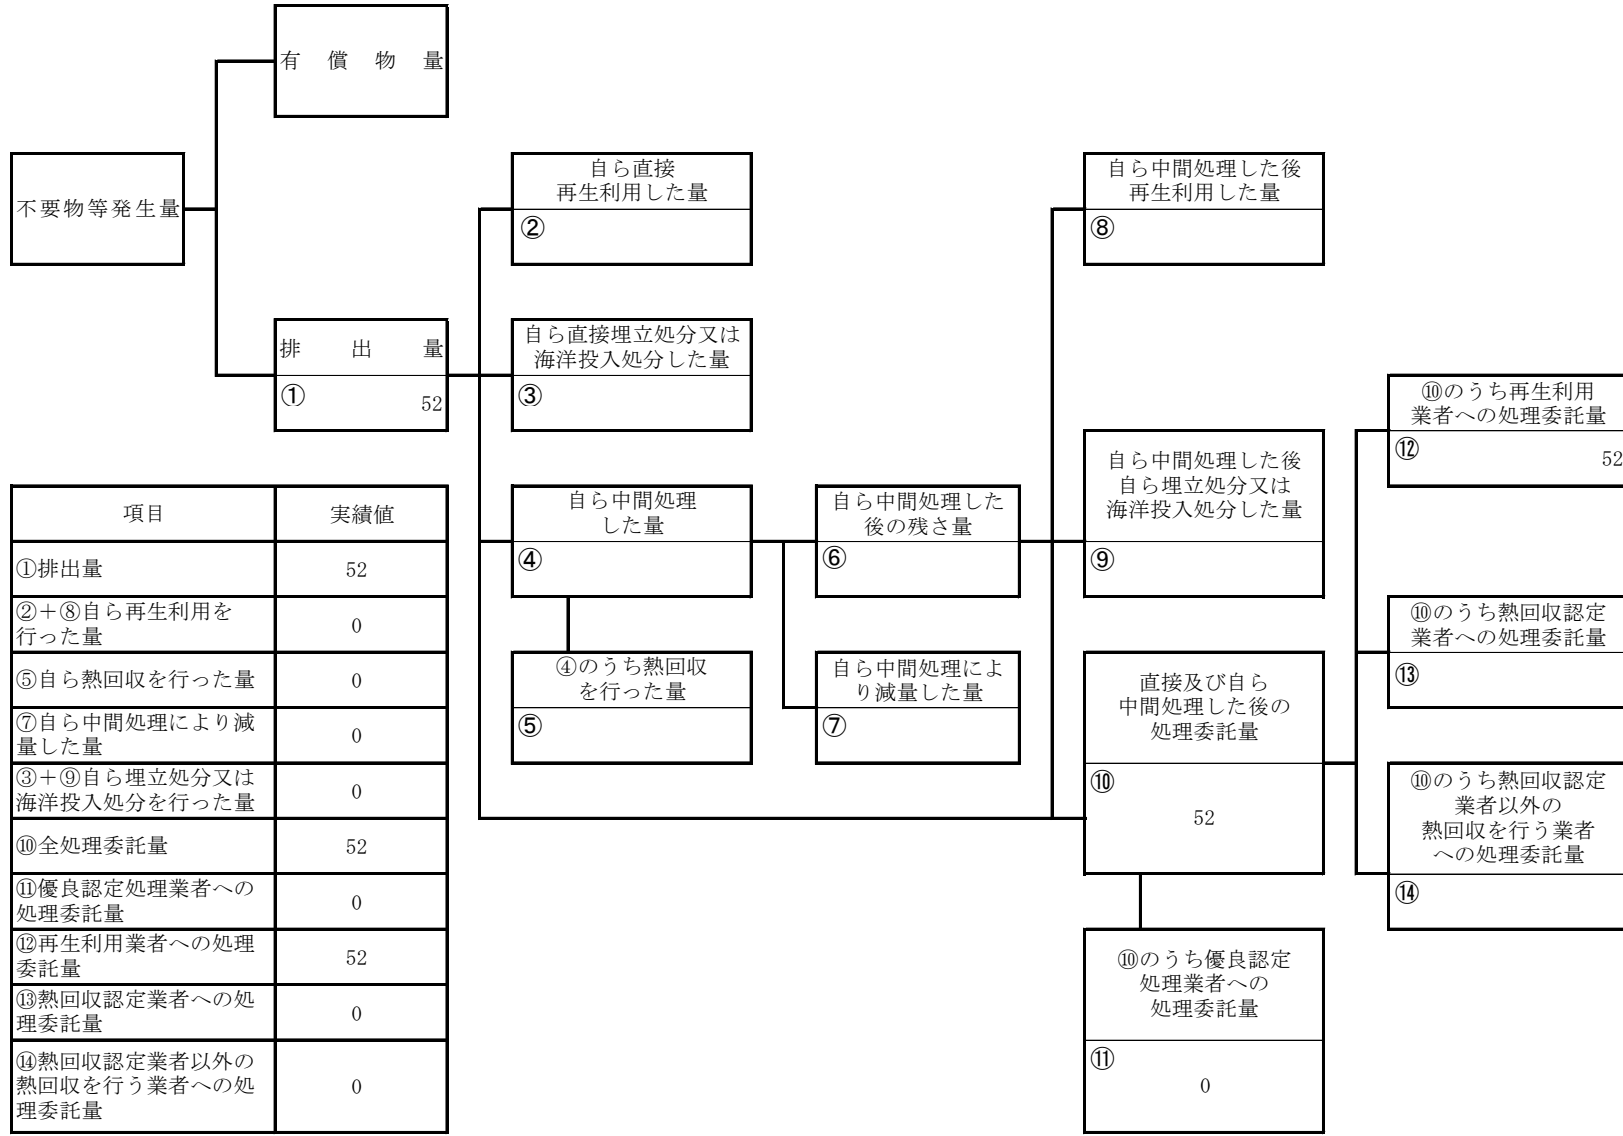 有償物量
不要物等発生量
排出量
①
52
自ら直接
再生利用した量
②
自ら直接埋立処分又は
海洋投入処分した量
③
自ら中間処理
した量
④
④のうち熱回収
を行った量
⑤
自ら中間処理した
後の残さ量
⑥
自ら中間処理によ
り減量した量
⑦
自ら中間処理した後
再生利用した量
⑧
自ら中間処理した後
自ら埋立処分又は
海洋投入処分した量
⑨
直接及び自ら
中間処理した後の
処理委託量
⑩
52
⑩のうち優良認定
処理業者への
処理委託量
⑪
0
⑩のうち再生利用
業者への処理委託量
⑫
52
⑩のうち熱回収認定
業者への処理委託量
⑬
⑩のうち熱回収認定
業者以外の
熱回収を行う業者
への処理委託量
⑭
項目 実績値
①排出量 52
②+⑧自ら再生利用を
行った量 0
⑤自ら熱回収を行った量 0
⑦自ら中間処理により減
量した量 0
③+⑨自ら埋立処分又は
海洋投入処分を行った量 0
⑩全処理委託量 52
⑪優良認定処理業者への
処理委託量 0
⑫再生利用業者への処理
委託量 52
⑬熱回収認定業者への処
理委託量 0
⑭熱回収認定業者以外の
熱回収を行う業者への処
理委託量 0